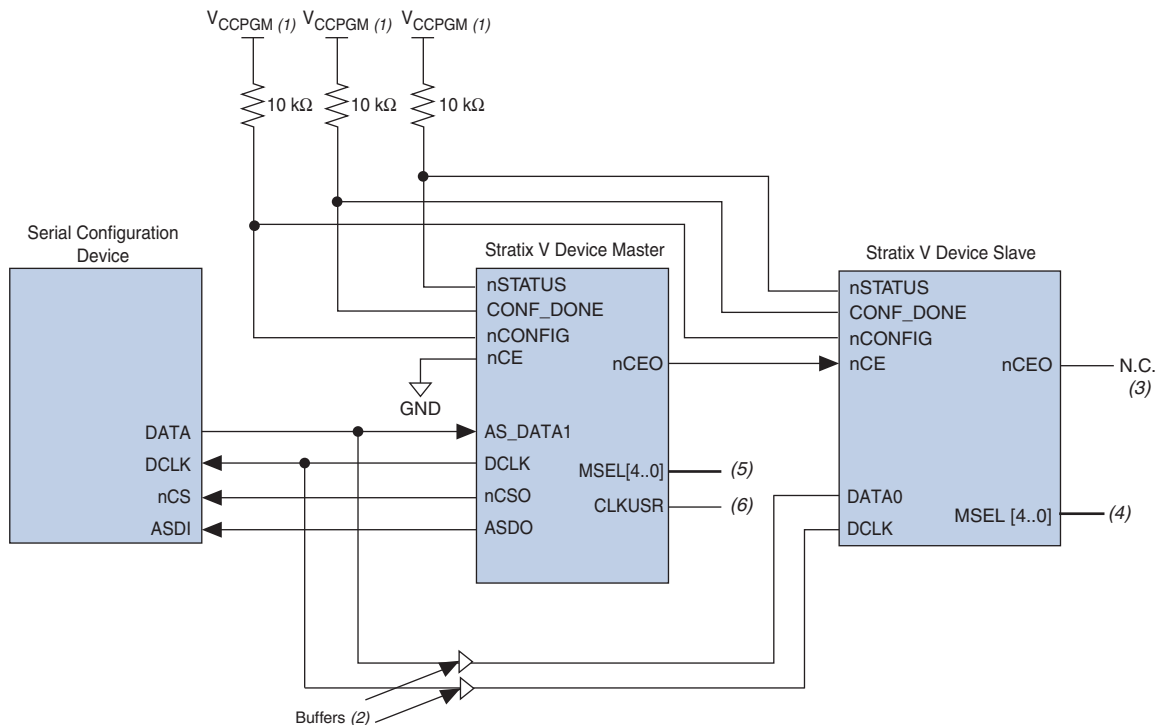 VCCPGM (1) VCCPGM (1) VCCPGM (1)
10 kΩ 10 kΩ 10 kΩ
Serial Configuration
Device
DATA
DCLK
nCS
ASDI
Stratix V Device Master
nSTATUS
CONF_DONE
nCONFIG
nCE
nCEO
GND
AS_DATA1
DCLK
nCSO
ASDO
MSEL[4..0]
(5)
CLKUSR
(6)
Stratix V Device Slave
nSTATUS
CONF_DONE
nCONFIG
nCE
nCEO
N.C.
(3)
DATA0
DCLK
MSEL [4..0]
(4)
Buffers (2)